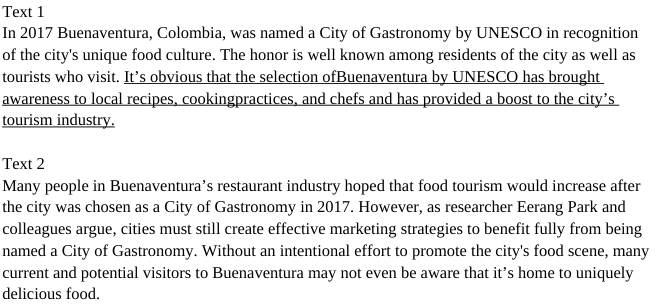 Text 1
In 2017 Buenaventura, Colombia, was named a City of Gastronomy by UNESCO in recognition
of the city's unique food culture. The honor is well known among residents of the city as well as
tourists who visit. It’s obvious that the selection ofBuenaventura by UNESCO has brought
awareness to local recipes, cookingpractices, and chefs and has provided a boost to the city’s
tourism industry.
Text 2
Many people in Buenaventura’s restaurant industry hoped that food tourism would increase after
the city was chosen as a City of Gastronomy in 2017. However, as researcher Eerang Park and
colleagues argue, cities must still create effective marketing strategies to benefit fully from being
named a City of Gastronomy. Without an intentional effort to promote the city's food scene, many
current and potential visitors to Buenaventura may not even be aware that it’s home to uniquely
delicious food.